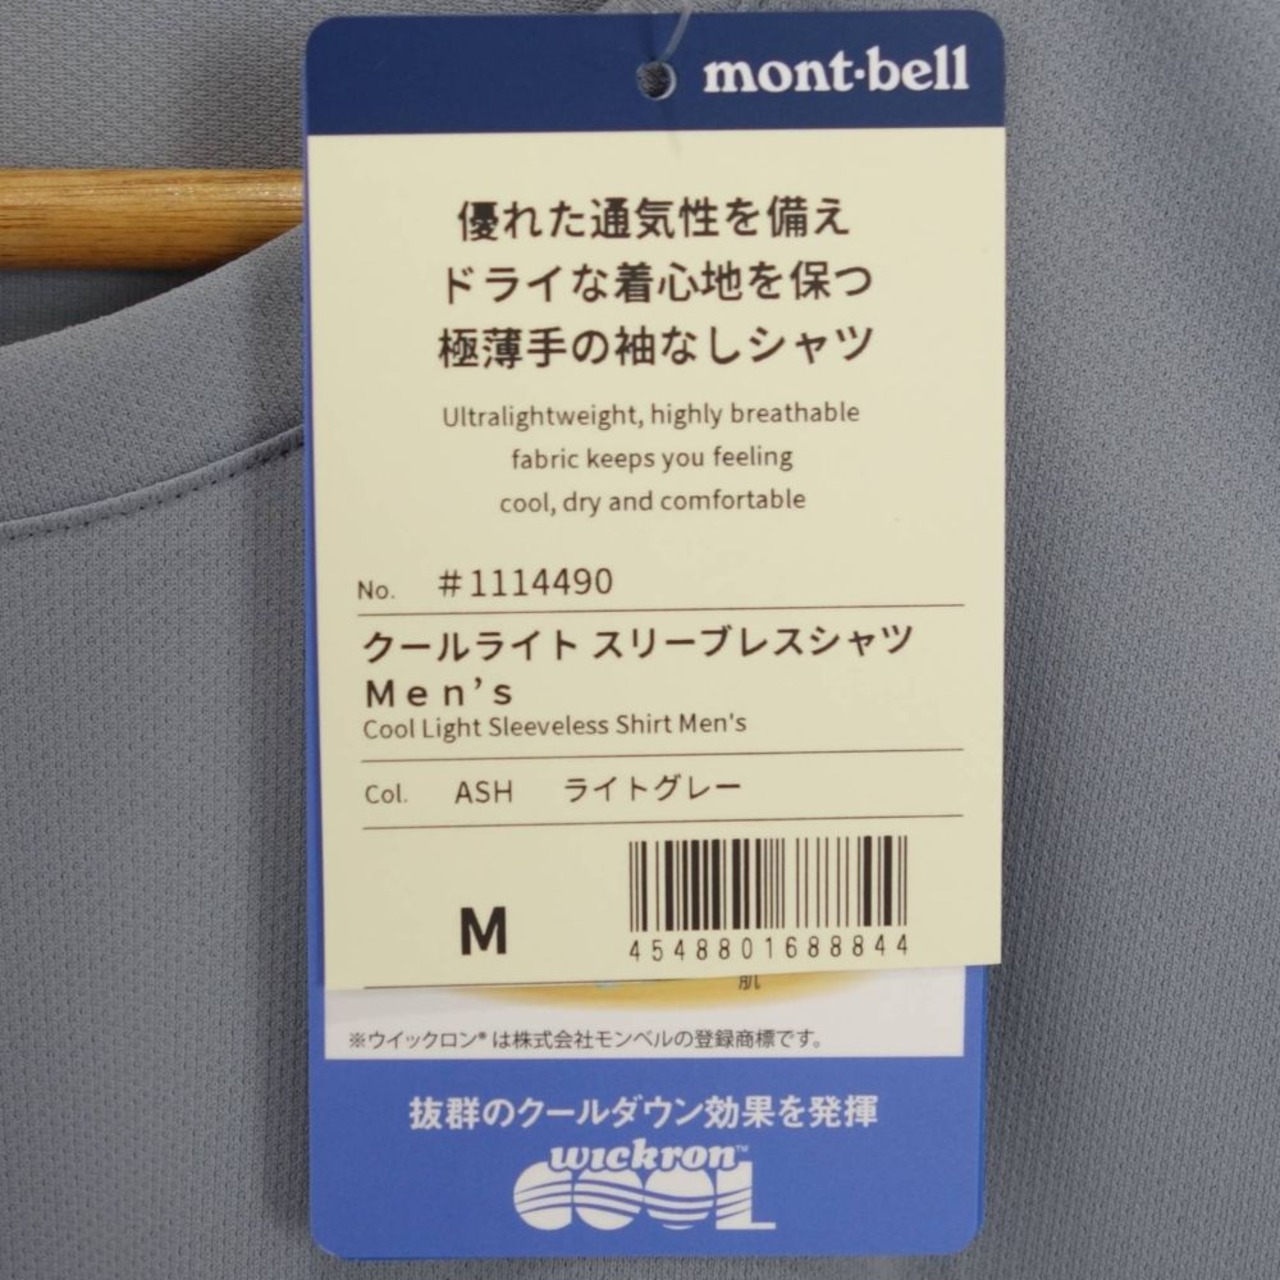 mont-bell
優れた通気性を備え
ドライな着心地を保つ
極薄手の袖なしシャツ
Ultralightweight, highly breathable
fabric keeps you feeling
cool, dry and comfortable
No. #1114490
クールライト スリーブレスシャツ
Men's
Cool Light Sleeveless Shirt Men's
Col. ASH ライトグレー
M
4548801688844
肌
※ウイックロン®は株式会社モンベルの登録商標です。
抜群のクールダウン効果を発揮
wickron™
COOL